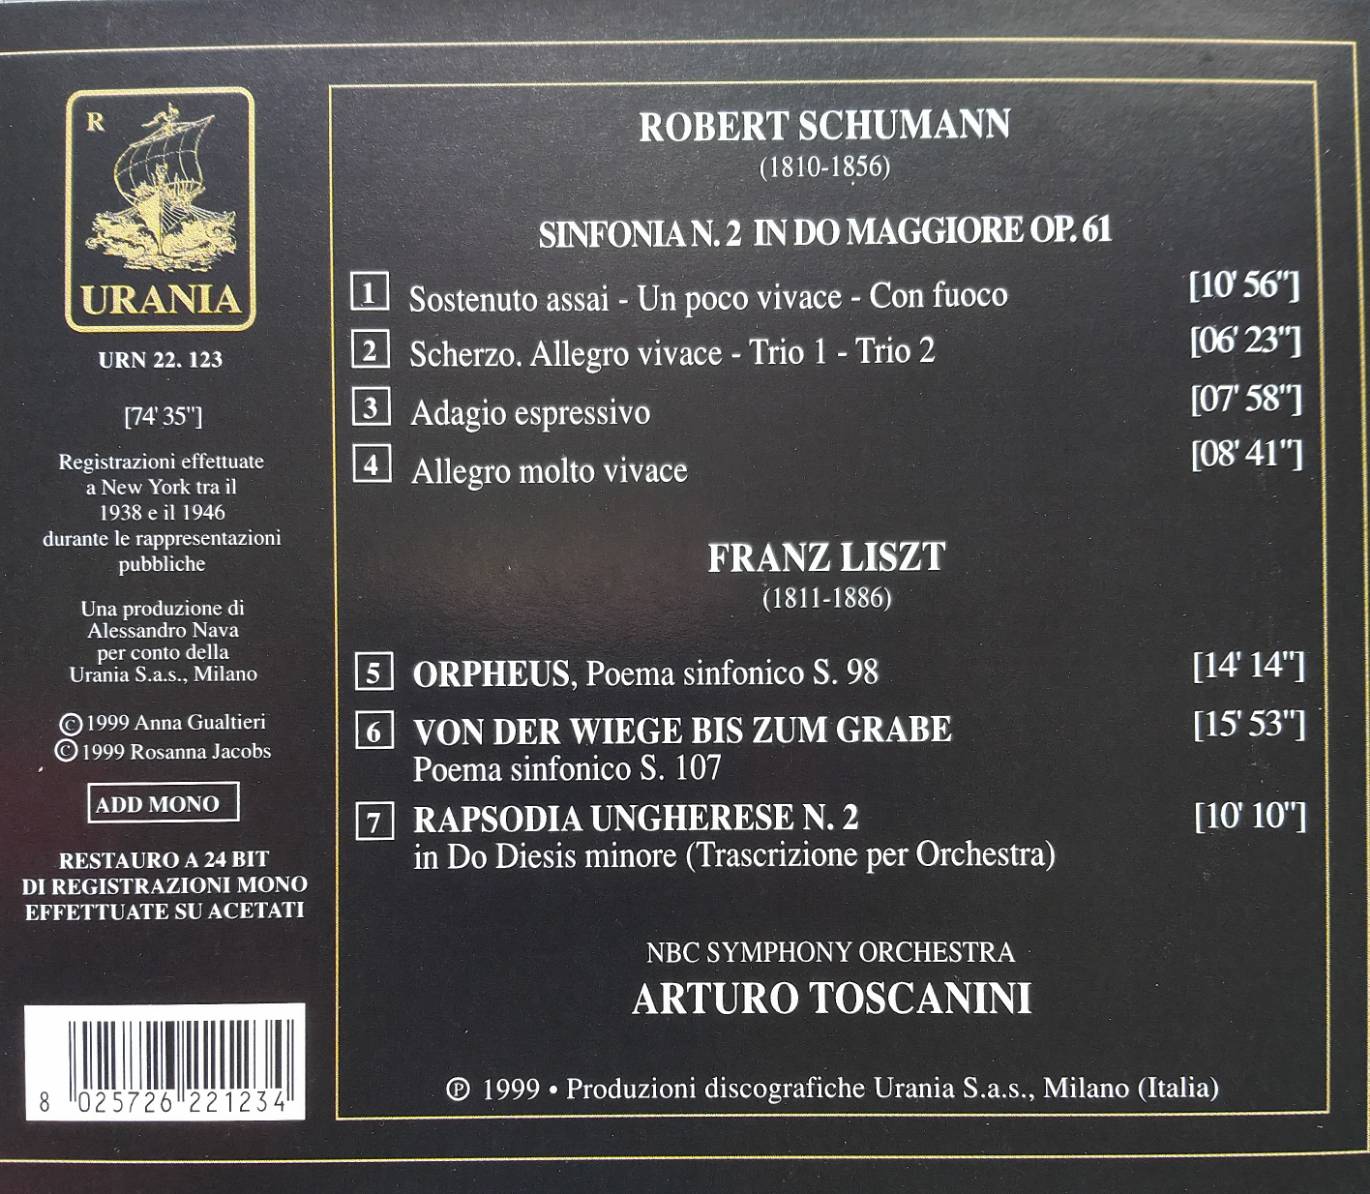 R
URANIA
URN 22. 123
[74' 35"]
Registrazioni effettuate
a New York tra il
1938 e il 1946
durante le rappresentazioni
pubbliche
Una produzione di
Alessandro Nava
per conto della
Urania S.a.s., Milano
© 1999 Anna Gualtieri
© 1999 Rosanna Jacobs
ADD MONO
RESTAURO A 24 BIT
DI REGISTRAZIONI MONO
EFFETTUATE SU ACETATI
8 025726 221234
ROBERT SCHUMANN
(1810-1856)
SINFONIA N. 2 IN DO MAGGIORE OP. 61
1 Sostenuto assai - Un poco vivace - Con fuoco [10' 56"]
2 Scherzo. Allegro vivace - Trio 1 - Trio 2 [06' 23"]
3 Adagio espressivo [07' 58"]
4 Allegro molto vivace [08' 41"]
FRANZ LISZT
(1811-1886)
5 ORPHEUS, Poema sinfonico S. 98 [14' 14"]
6 VON DER WIEGE BIS ZUM GRABE [15' 53"]
Poema sinfonico S. 107
7 RAPSODIA UNGHERESE N. 2 [10' 10"]
in Do Diesis minore (Trascrizione per Orchestra)
NBC SYMPHONY ORCHESTRA
ARTURO TOSCANINI
℗ 1999 • Produzioni discografiche Urania S.a.s., Milano (Italia)